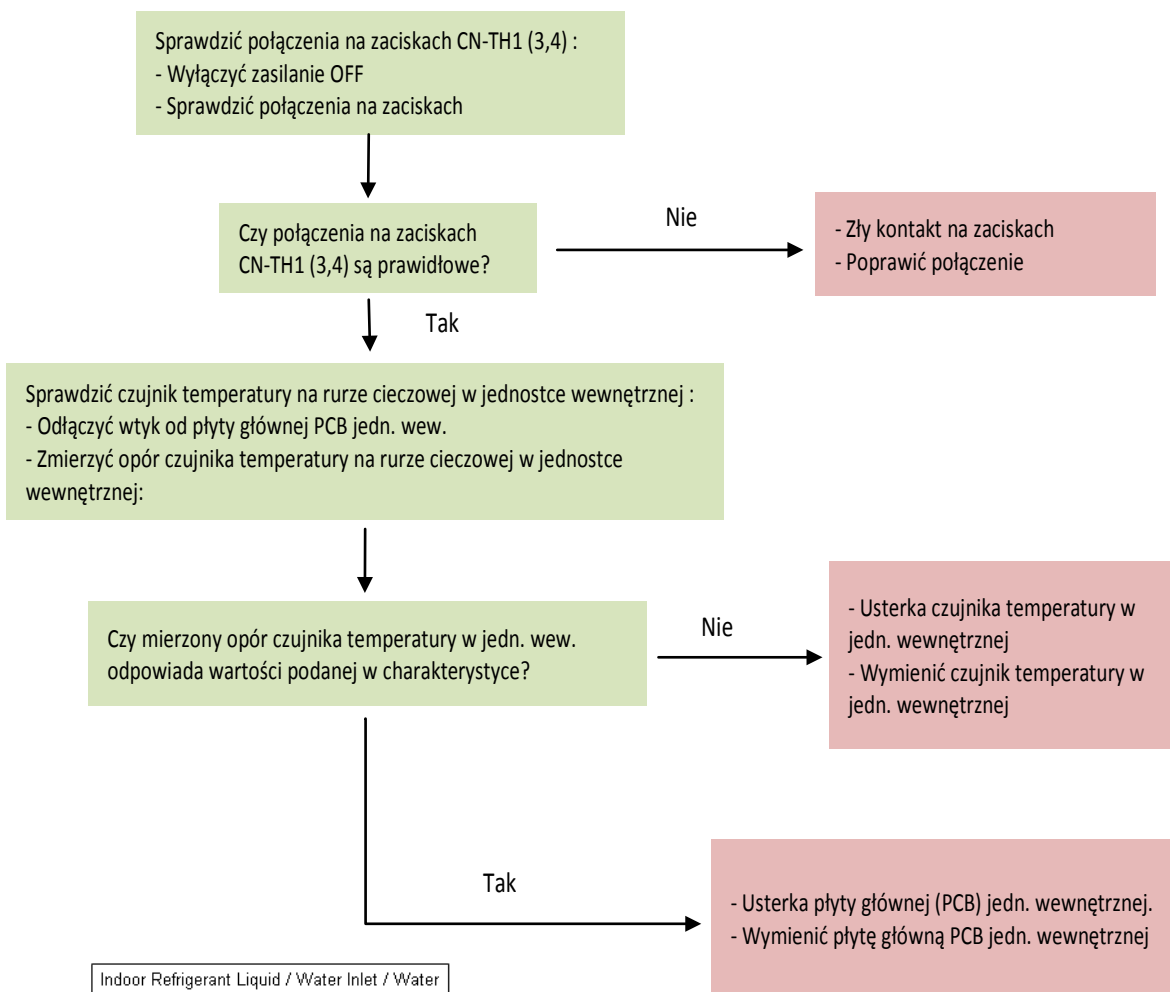 Sprawdzić połączenia na zaciskach CN-TH1 (3,4) :
- Wyłączyć zasilanie OFF
- Sprawdzić połączenia na zaciskach
Czy połączenia na zaciskach
CN-TH1 (3,4) są prawidłowe?
Nie
- Zły kontakt na zaciskach
- Poprawić połączenie
Tak
Sprawdzić czujnik temperatury na rurze cieczowej w jednostce wewnętrznej :
- Odłączyć wtyk od płyty głównej PCB jedn. wew.
- Zmierzyć opór czujnika temperatury na rurze cieczowej w jednostce
wewnętrznej:
Czy mierzony opór czujnika temperatury w jedn. wew.
odpowiada wartości podanej w charakterystyce?
Nie
- Usterka czujnika temperatury w
jedn. wewnętrznej
- Wymienić czujnik temperatury w
jedn. wewnętrznej
Tak
- Usterka płyty głównej (PCB) jedn. wewnętrznej.
- Wymienić płytę główną PCB jedn. wewnętrznej
Indoor Refrigerant Liquid / Water Inlet / Water